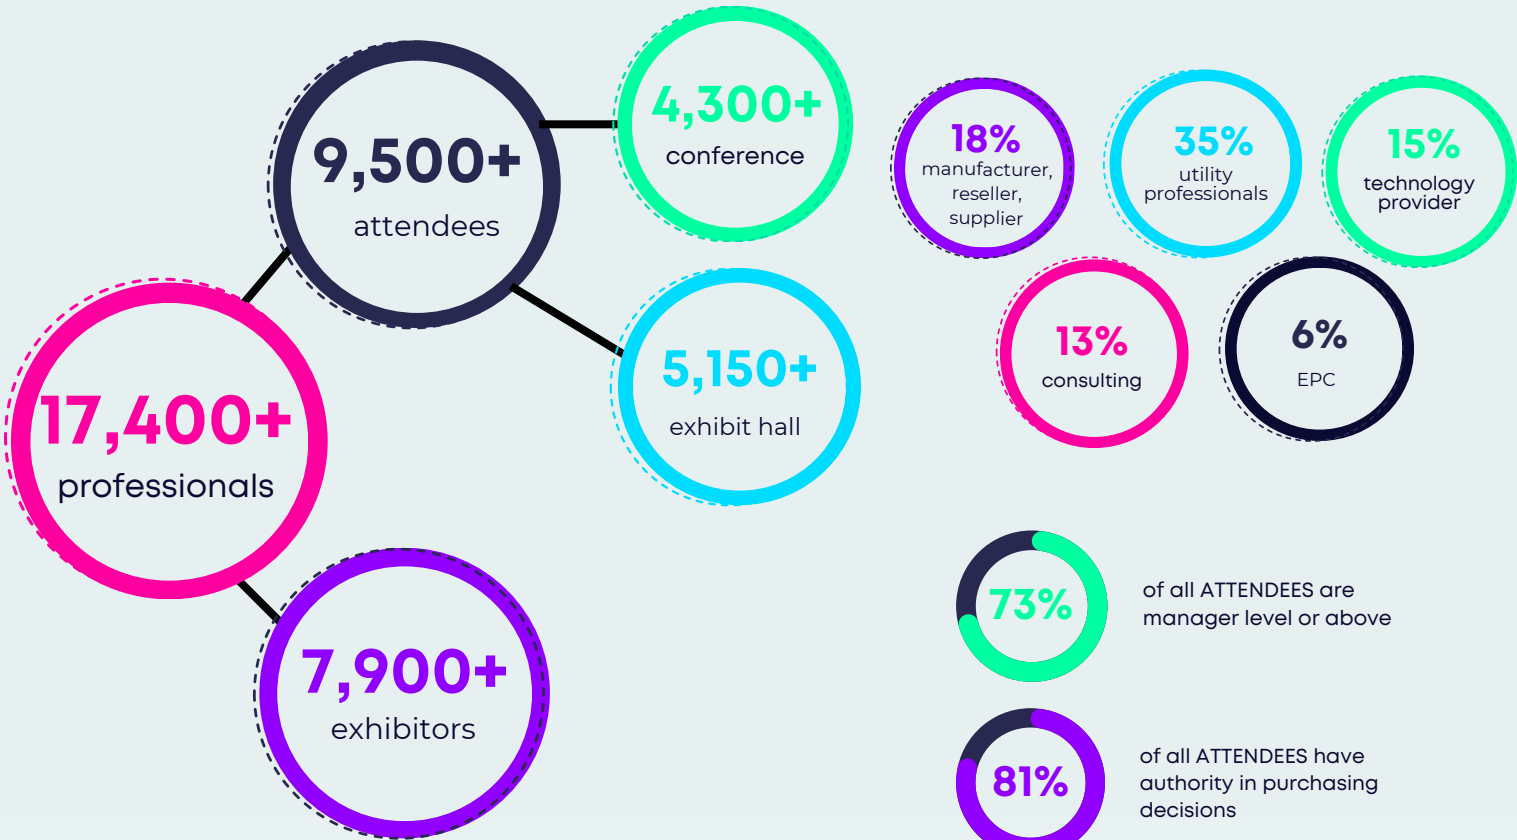 17,400+
professionals
9,500+
attendees
4,300+
conference
5,150+
exhibit hall
7,900+
exhibitors
18%
manufacturer,
reseller,
supplier
35%
utility
professionals
15%
technology
provider
13%
consulting
6%
EPC
73%
of all ATTENDEES are
manager level or above
81%
of all ATTENDEES have
authority in purchasing
decisions